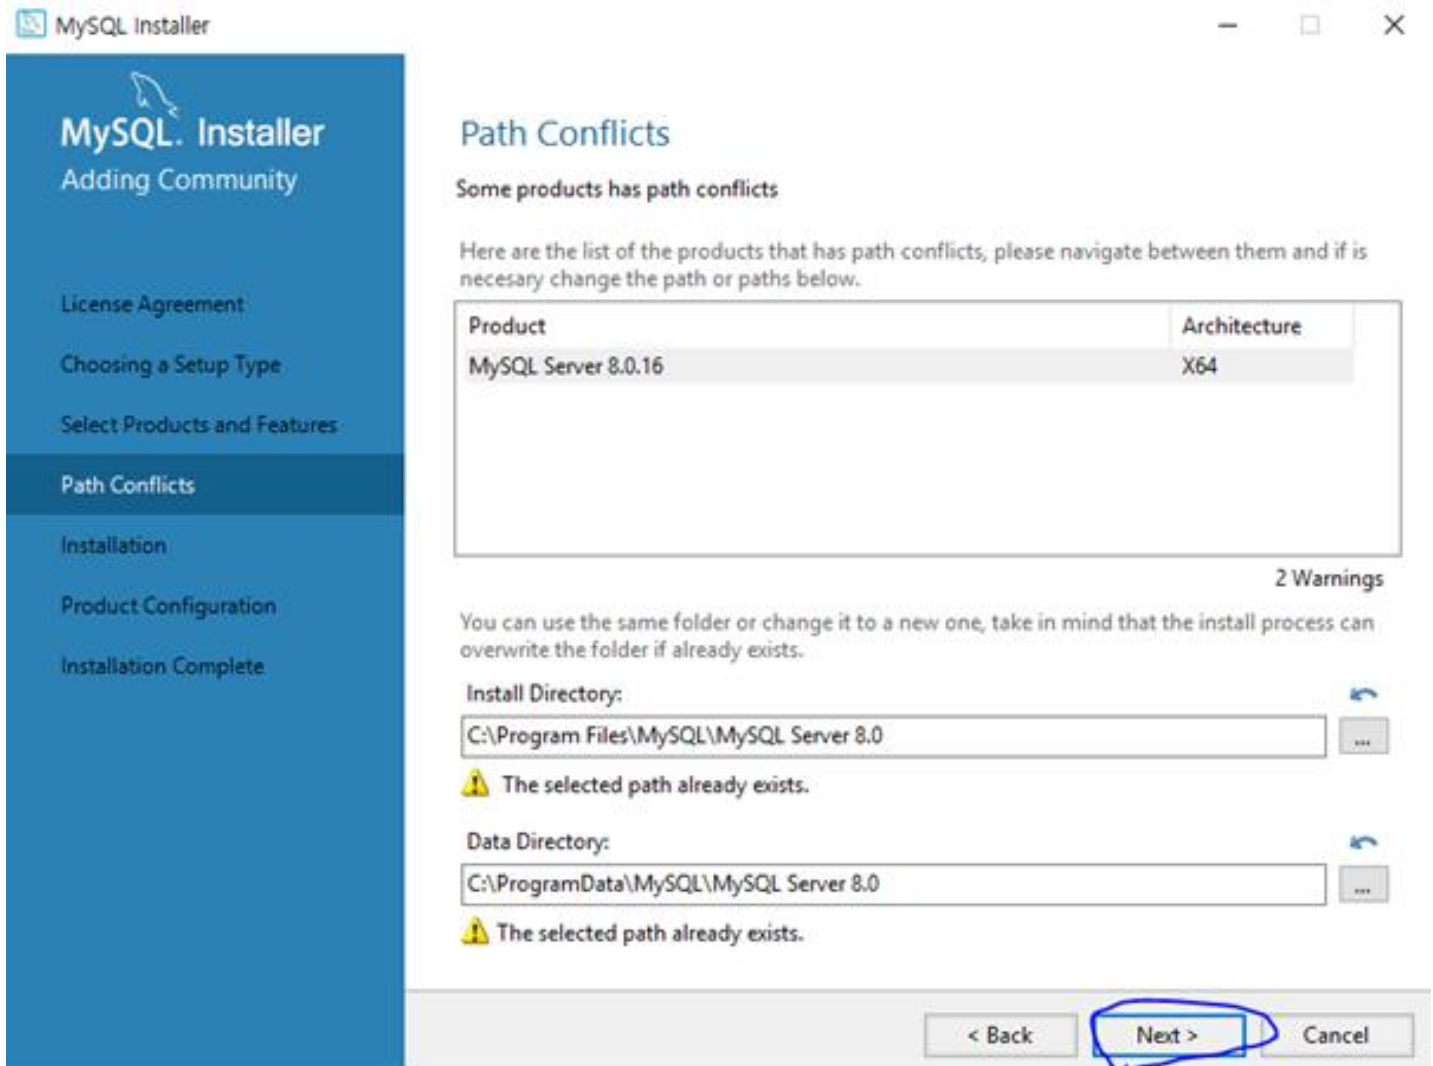 MySQL Installer
MySQL. Installer
Adding Community
License Agreement
Choosing a Setup Type
Select Products and Features
Path Conflicts
Installation
Product Configuration
Installation Complete
Path Conflicts
Some products has path conflicts
Here are the list of the products that has path conflicts, please navigate between them and if is
necesary change the path or paths below.
Product Architecture
MySQL Server 8.0.16 X64
2 Warnings
You can use the same folder or change it to a new one, take in mind that the install process can
overwrite the folder if already exists.
Install Directory:
C:\Program Files\MySQL\MySQL Server 8.0
...
The selected path already exists.
Data Directory:
C:\ProgramData\MySQL\MySQL Server 8.0
...
The selected path already exists.
< Back Next > Cancel